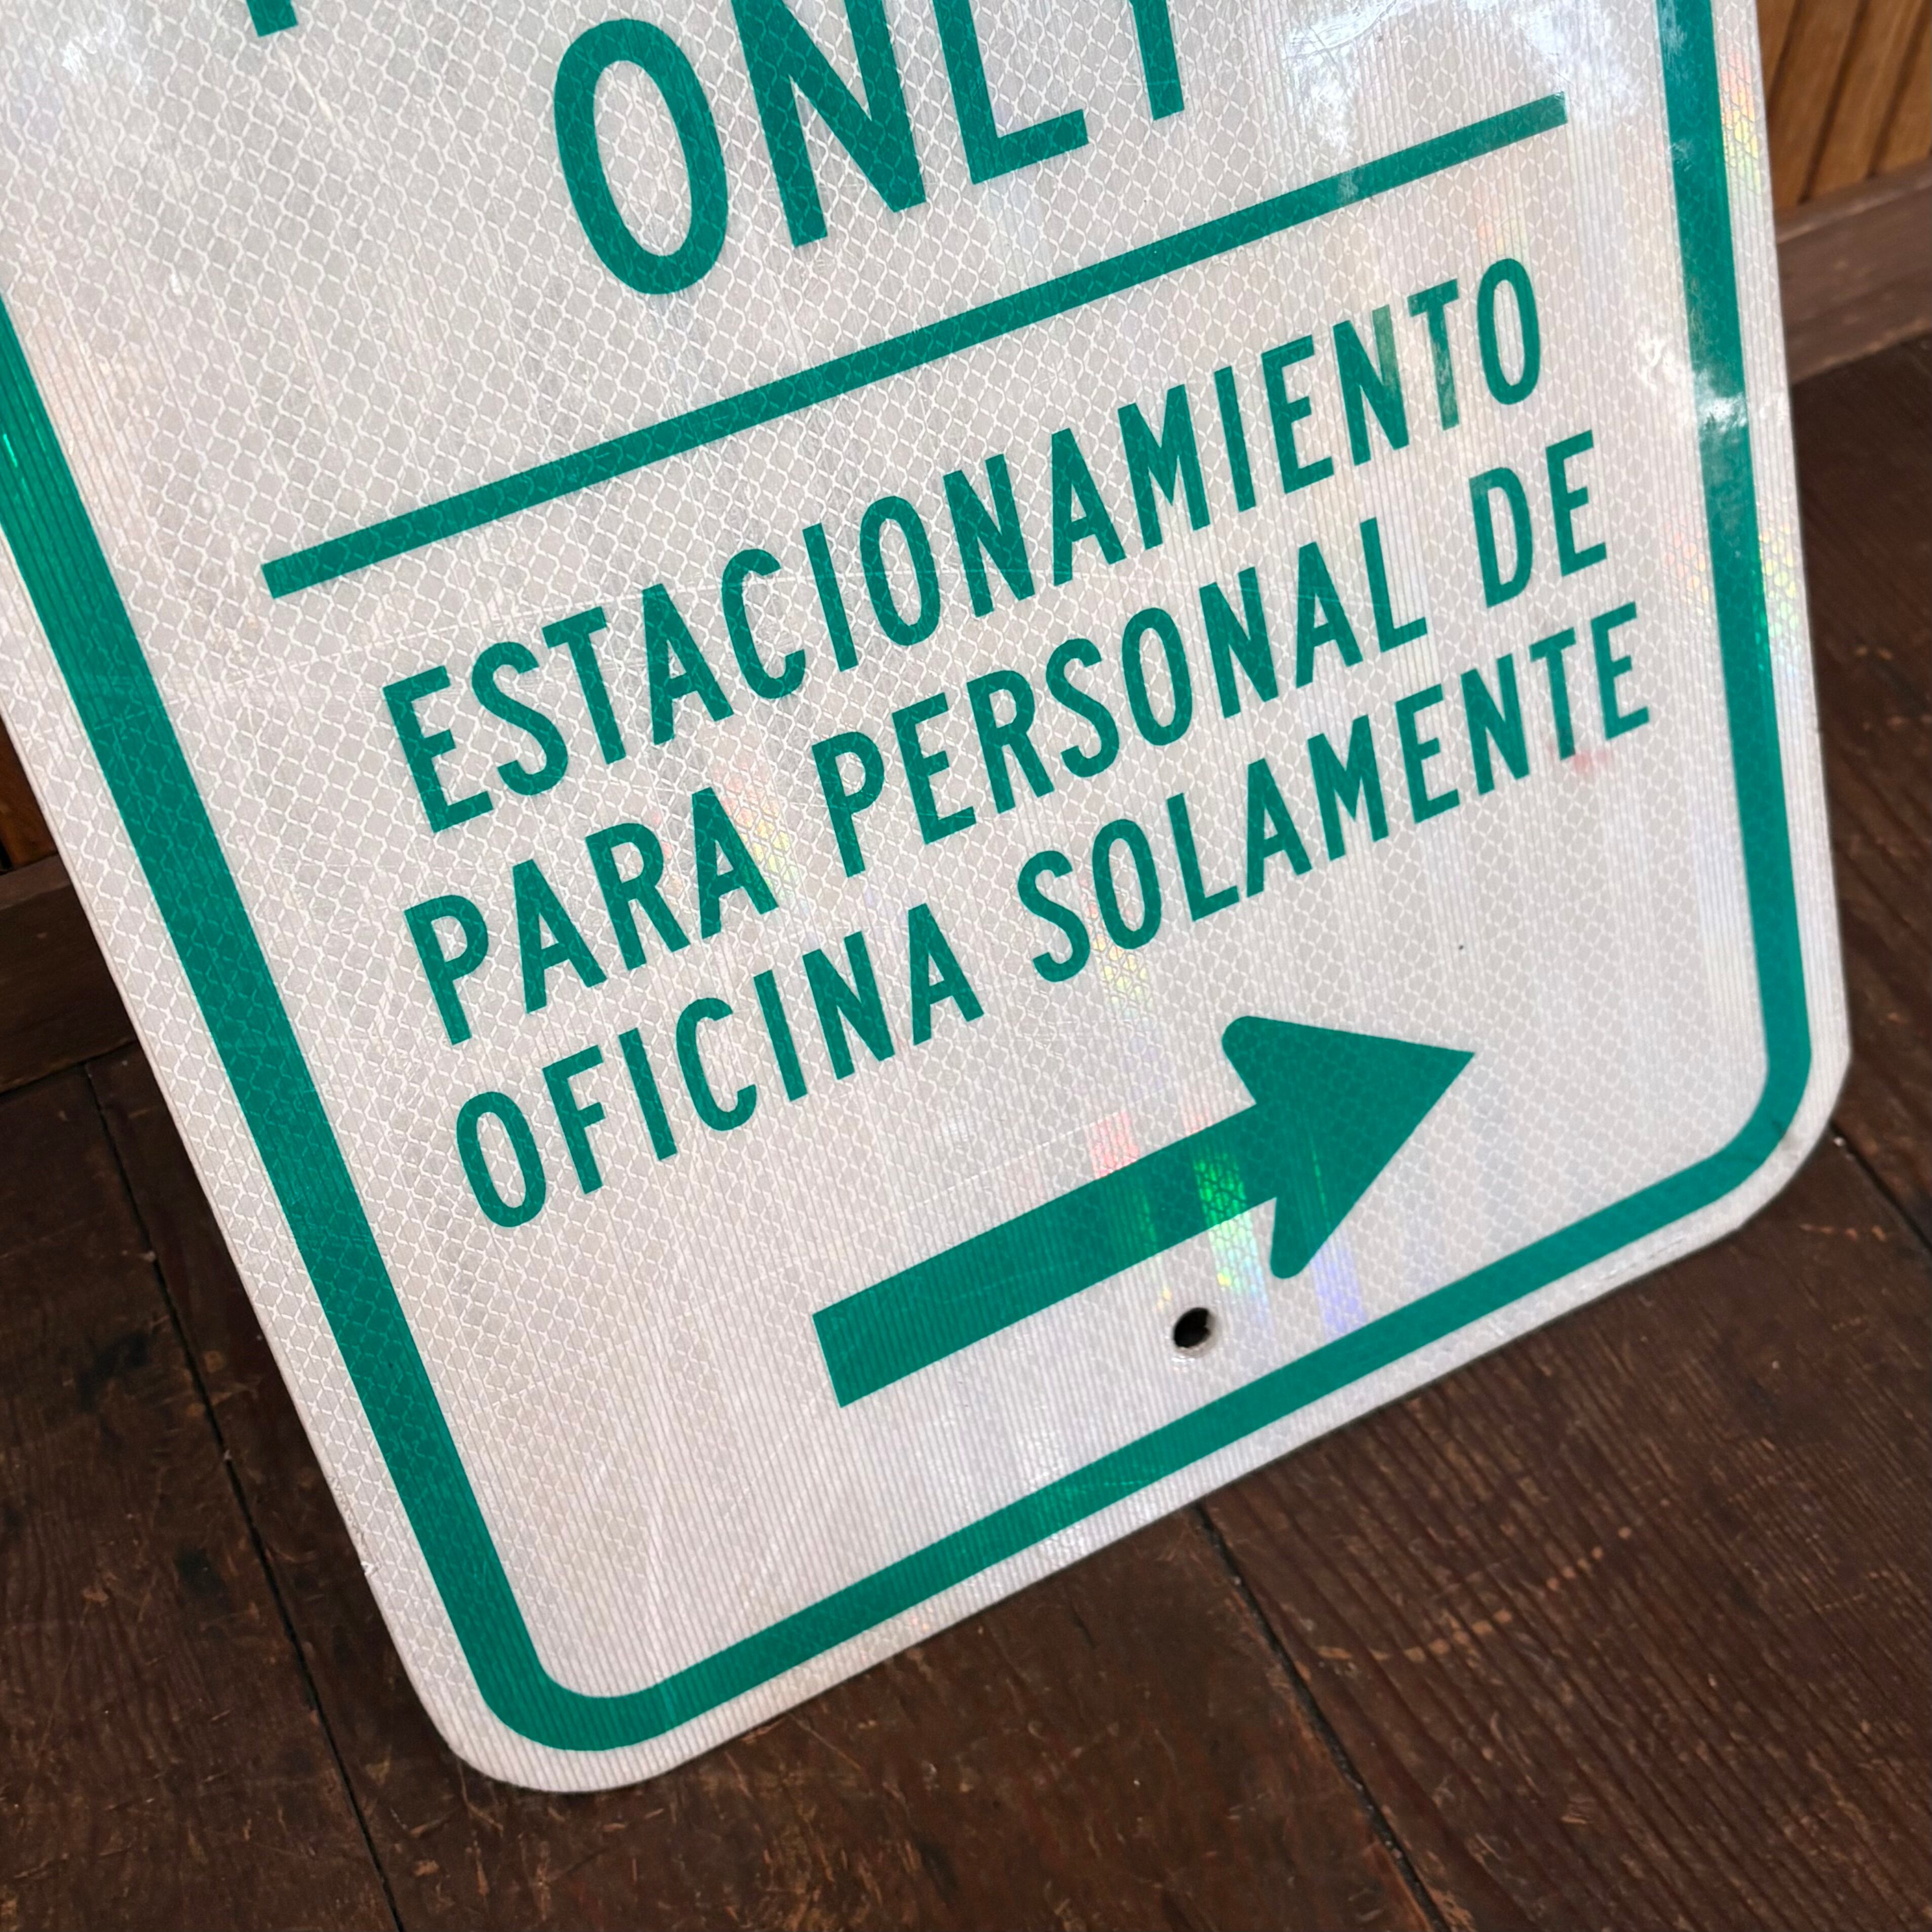 ONLY
ESTACIONAMIENTO
PARA PERSONAL DE
OFICINA SOLAMENTE